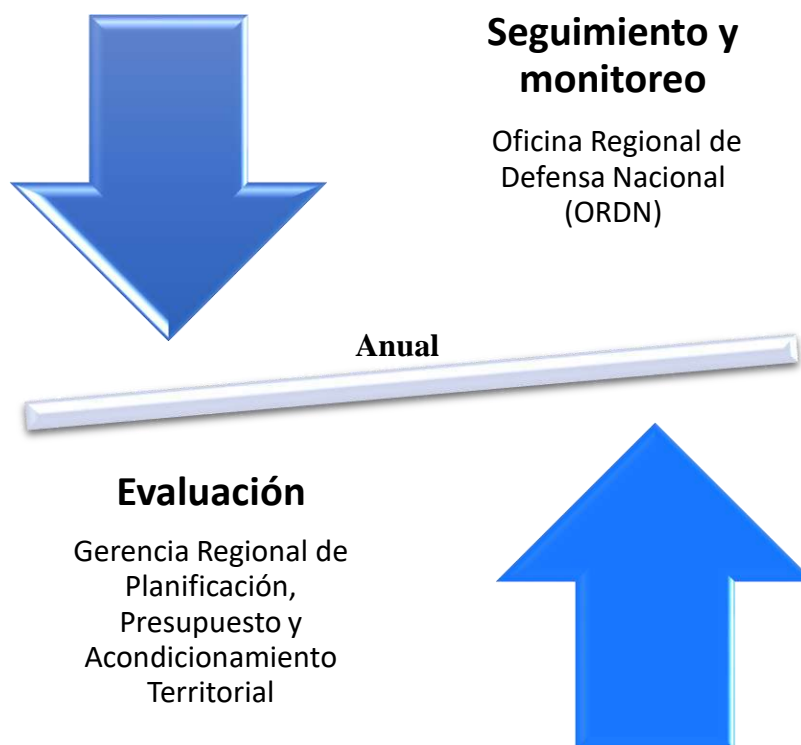 Seguimiento y
monitoreo
Oficina Regional de
Defensa Nacional
(ORDN)
Anual
Evaluación
Gerencia Regional de
Planificación,
Presupuesto y
Acondicionamiento
Territorial